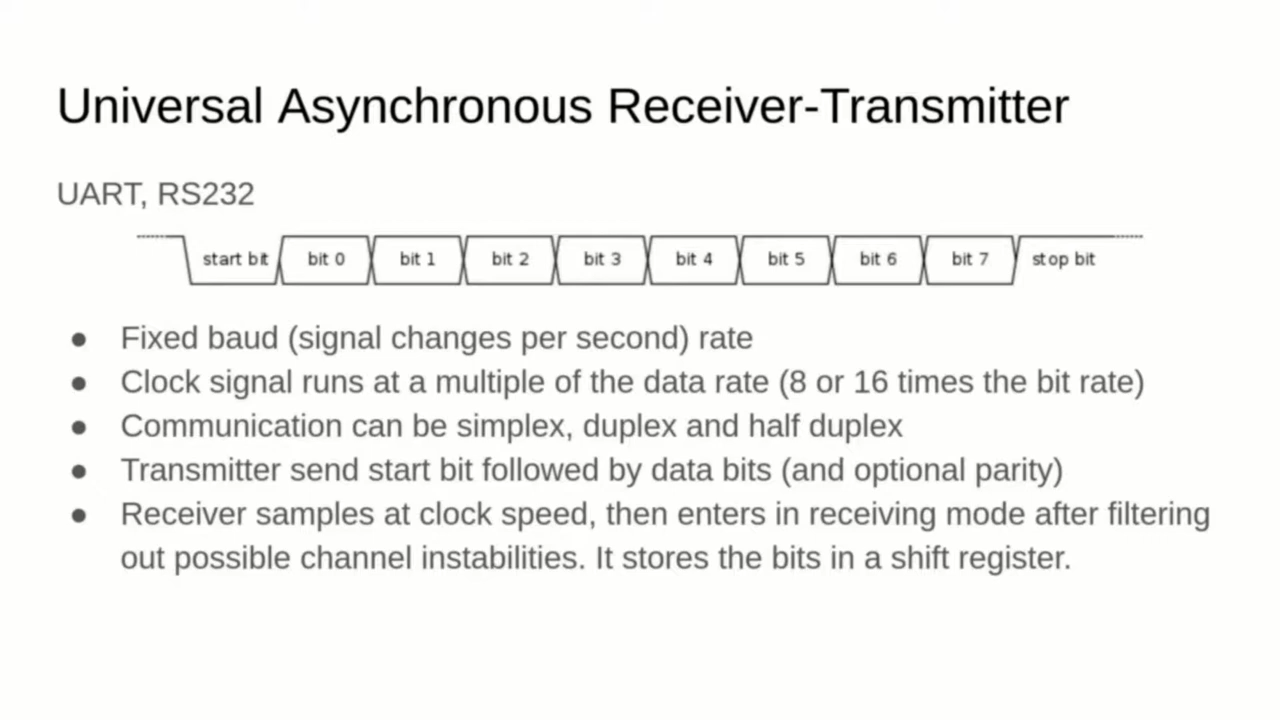 Universal Asynchronous Receiver-Transmitter
UART, RS232
start bit bit 0 bit 1 bit 2 bit 3 bit 4 bit 5 bit 6 bit 7 stop bit
● Fixed baud (signal changes per second) rate
● Clock signal runs at a multiple of the data rate (8 or 16 times the bit rate)
● Communication can be simplex, duplex and half duplex
● Transmitter send start bit followed by data bits (and optional parity)
● Receiver samples at clock speed, then enters in receiving mode after filtering
out possible channel instabilities. It stores the bits in a shift register.